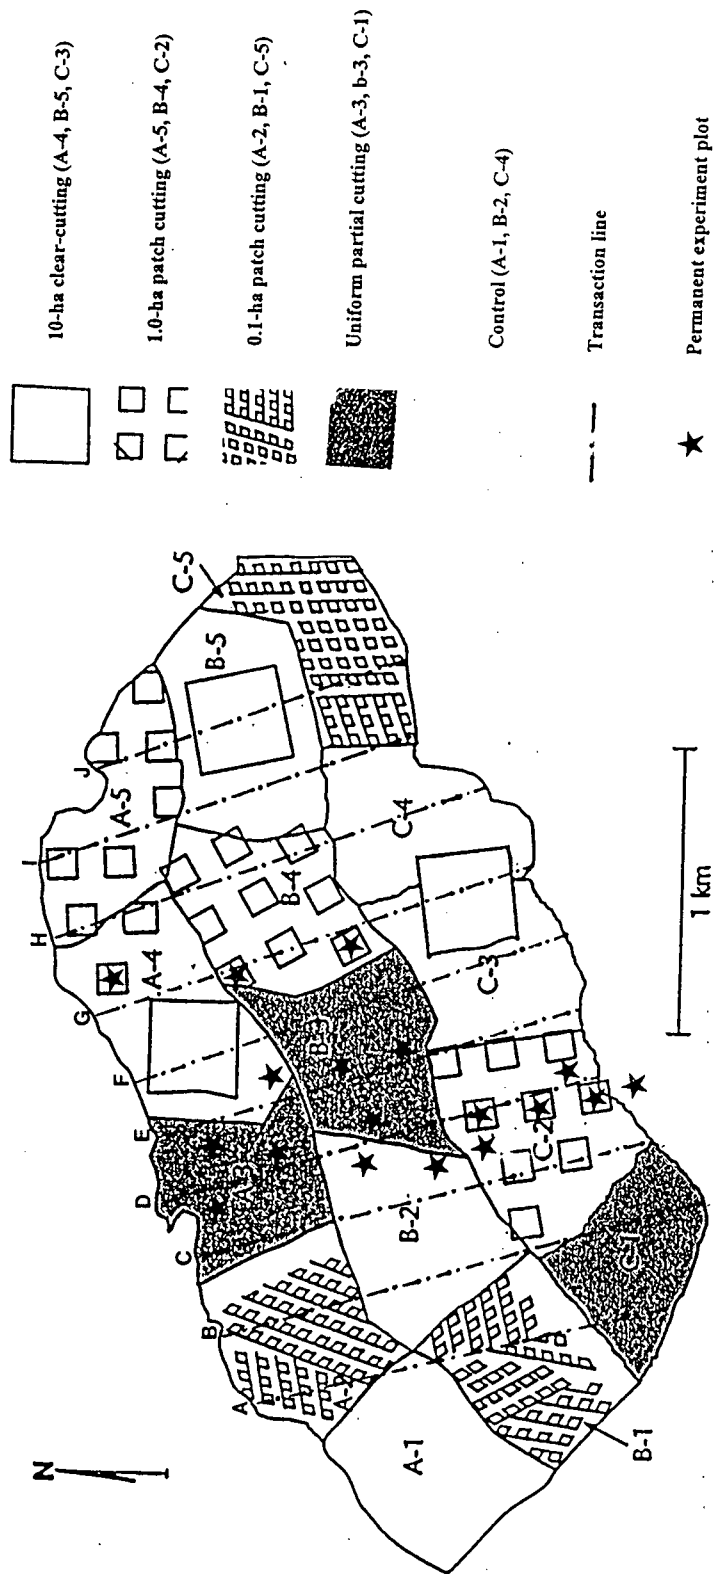 10-ha clear-cutting (A-4, B-5, C-3)
1.0-ha patch cutting (A-5, B-4, C-2)
0.1-ha patch cutting (A-2, B-1, C-5)
Uniform partial cutting (A-3, b-3, C-1)
Control (A-1, B-2, C-4)
Transaction line
Permanent experiment plot
N
A
B
C
D
E
F
G
H
I
J
A-1
A-2
A-3
A-4
A-5
B-1
B-2
B-3
B-4
B-5
C-1
C-2
C-3
C-4
C-5
1 km